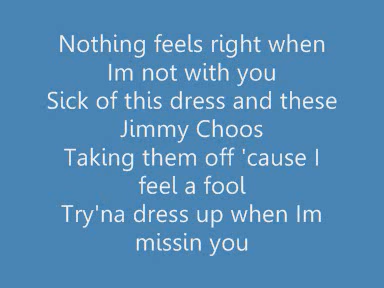 Nothing feels right when
Im not with you
Sick of this dress and these
Jimmy Choos
Taking them off 'cause I
feel a fool
Try'na dress up when Im
missin you